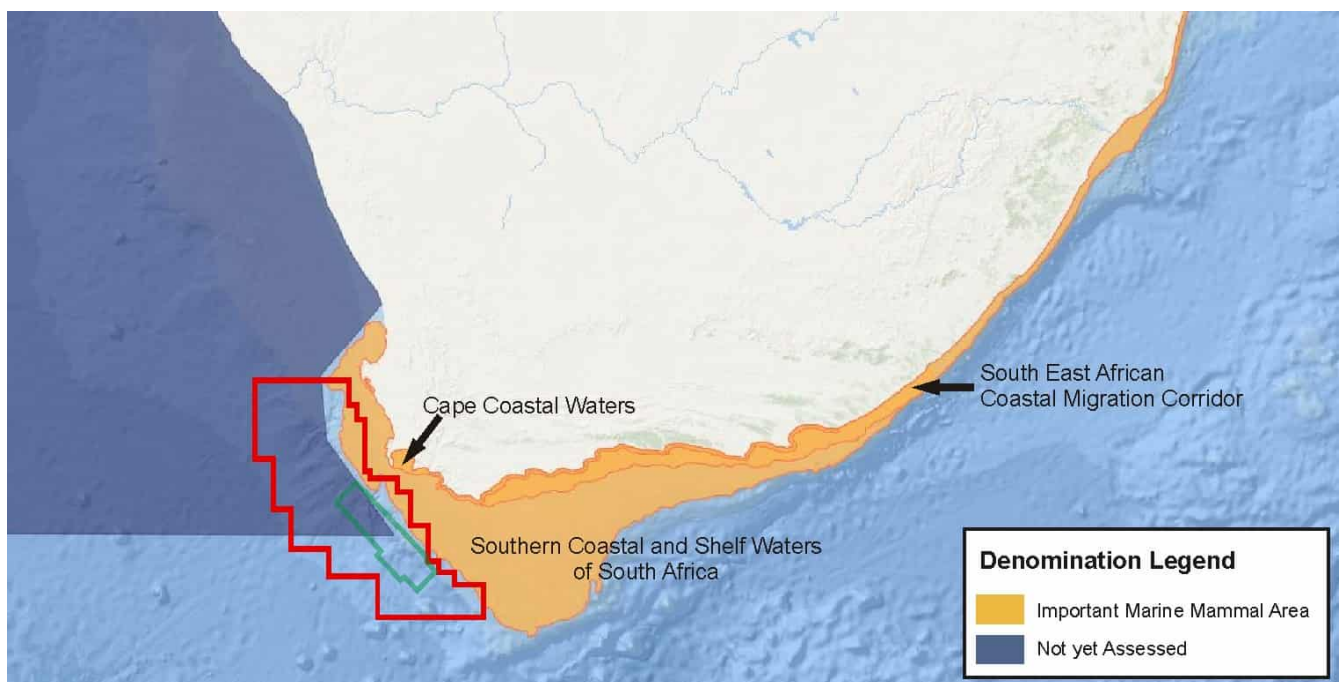 South East African
Coastal Migration Corridor
Cape Coastal Waters
Southern Coastal and Shelf Waters
of South Africa
Denomination Legend
Important Marine Mammal Area
Not yet Assessed